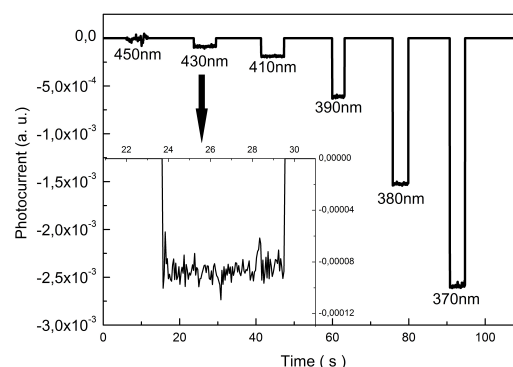 0,0
-5,0x10⁻⁴
-1,0x10⁻³
-1,5x10⁻³
-2,0x10⁻³
-2,5x10⁻³
-3,0x10⁻³
Photocurrent (a. u.)
450nm
430nm
410nm
390nm
380nm
370nm
22 24 26 28 30
0,00000
-0,00004
-0,00008
-0,00012
0 20 40 60 80 100
Time ( s )